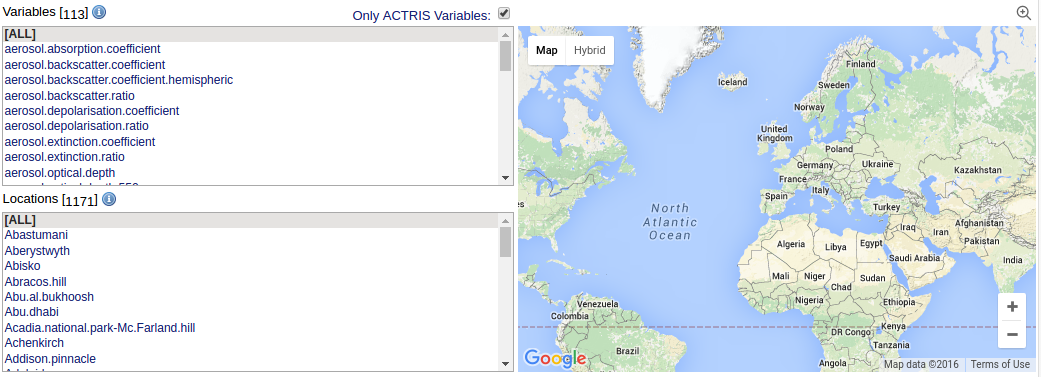 Variables [113]
Only ACTRIS Variables:
[ALL]
aerosol.absorption.coefficient
aerosol.backscatter.coefficient
aerosol.backscatter.coefficient.hemispheric
aerosol.backscatter.ratio
aerosol.depolarisation.coefficient
aerosol.depolarisation.ratio
aerosol.extinction.coefficient
aerosol.extinction.ratio
aerosol.optical.depth
Locations [1171]
[ALL]
Abastumani
Aberystwyth
Abisko
Abracos.hill
Abu.al.bukhoosh
Abu.dhabi
Acadia.national.park-Mc.Farland.hill
Achenkirch
Addison.pinnacle
Map Hybrid
Finland
Iceland
Sweden
Norway
United
Kingdom
Poland
Germany
Ukraine
Kazakhstan
France
Italy
Spain
Turkey
North
Atlantic
Ocean
Afghanistan
Iraq
Iran
Pakistan
Algeria
Libya
Egypt
Saudi Arabia
India
Mali
Niger
Sudan
Chad
Nigeria
Ethiopia
Venezuela
Colombia
Kenya
DR Congo
Tanzania
Brazil
Angola
+
−
Google
Map data ©2016 Terms of Use